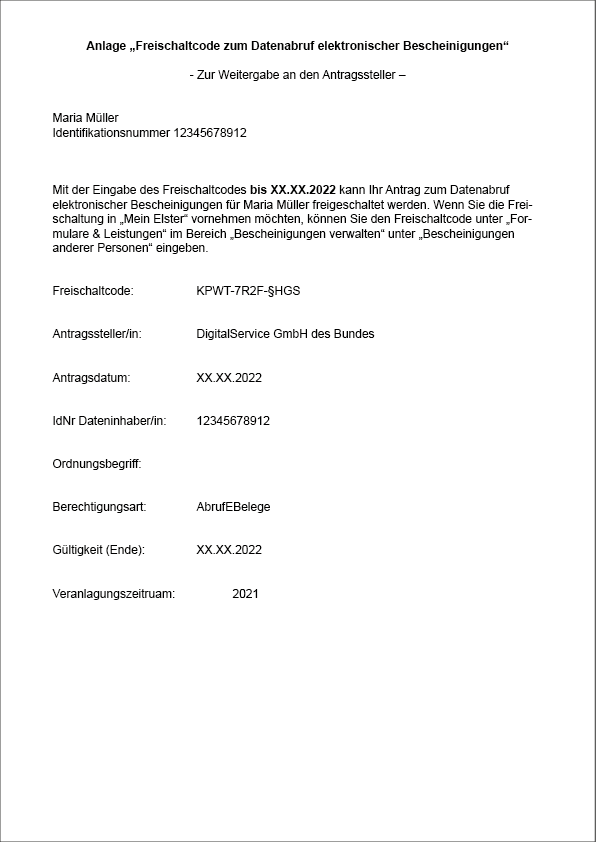 Anlage „Freischaltcode zum Datenabruf elektronischer Bescheinigungen“
- Zur Weitergabe an den Antragssteller –
Maria Müller
Identifikationsnummer 12345678912
Mit der Eingabe des Freischaltcodes bis XX.XX.2022 kann Ihr Antrag zum Datenabruf
elektronischer Bescheinigungen für Maria Müller freigeschaltet werden. Wenn Sie die Frei-
schaltung in „Mein Elster“ vornehmen möchten, können Sie den Freischaltcode unter „For-
mulare & Leistungen“ im Bereich „Bescheinigungen verwalten“ unter „Bescheinigungen
anderer Personen“ eingeben.
Freischaltcode: KPWT-7R2F-§HGS
Antragssteller/in: DigitalService GmbH des Bundes
Antragsdatum: XX.XX.2022
IdNr Dateninhaber/in: 12345678912
Ordnungsbegriff:
Berechtigungsart: AbrufEBelege
Gültigkeit (Ende): XX.XX.2022
Veranlagungszeitruam: 2021